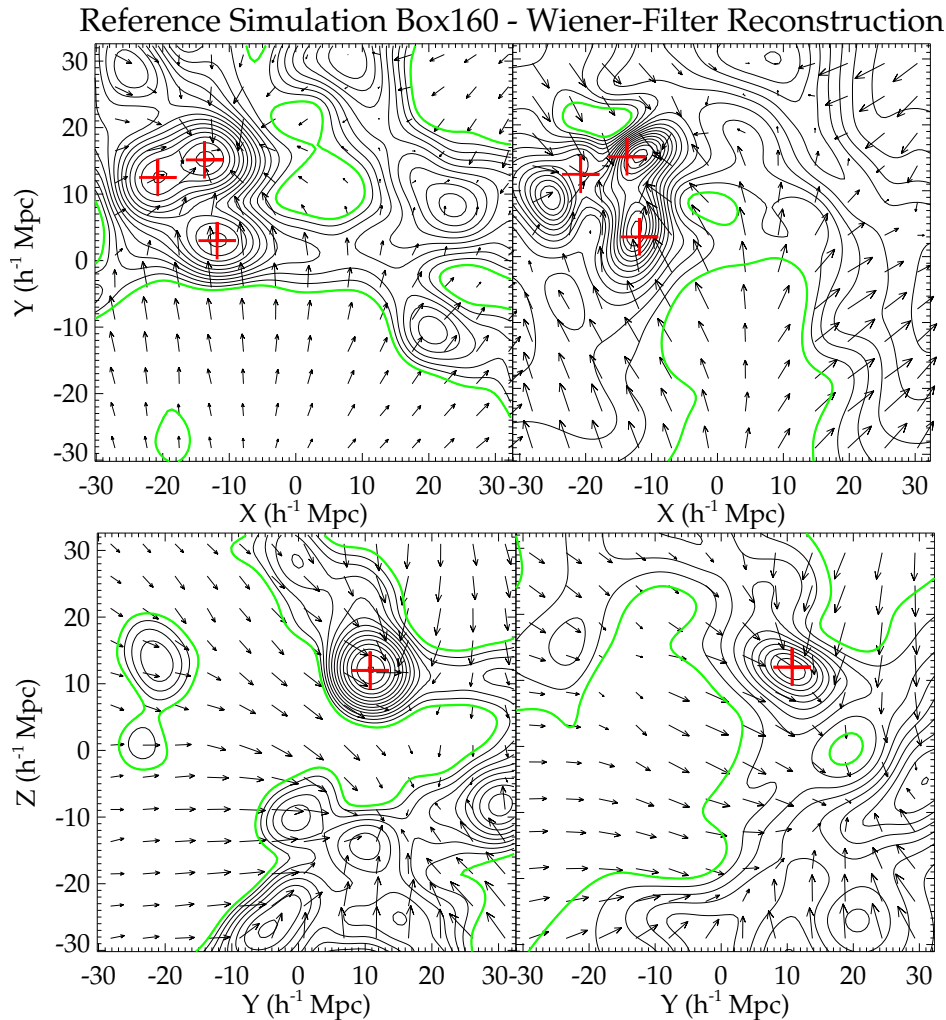 Reference Simulation Box160 - Wiener-Filter Reconstruction
30
20
10
0
-10
-20
-30
Y (h⁻¹ Mpc)
-30 -20 -10 0 10 20 30
X (h⁻¹ Mpc)
-30 -20 -10 0 10 20 30
X (h⁻¹ Mpc)
30
20
10
0
-10
-20
-30
Z (h⁻¹ Mpc)
-30 -20 -10 0 10 20 30
Y (h⁻¹ Mpc)
-30 -20 -10 0 10 20 30
Y (h⁻¹ Mpc)